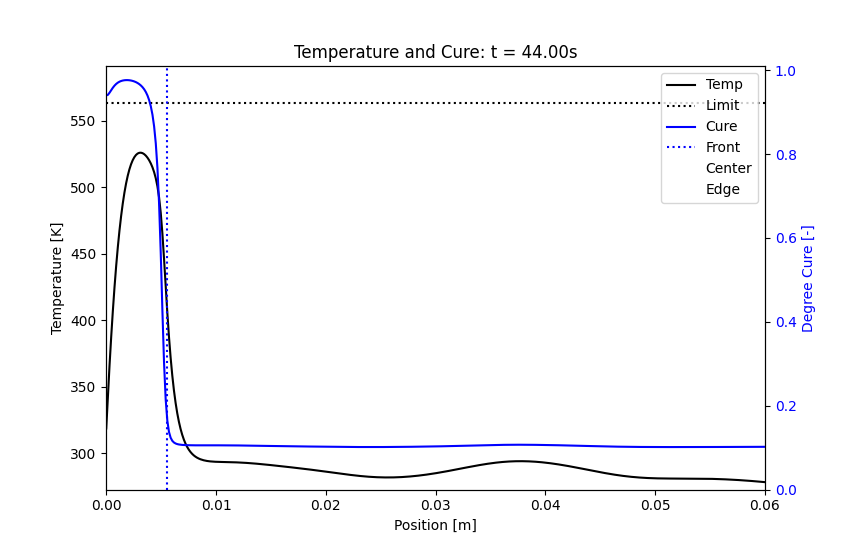 Temperature and Cure: t = 44.00s
Temp
Limit
Cure
Front
Center
Edge
550
500
450
400
350
300
Temperature [K]
1.0
0.8
0.6
0.4
0.2
0.0
Degree Cure [-]
0.00 0.01 0.02 0.03 0.04 0.05 0.06
Position [m]